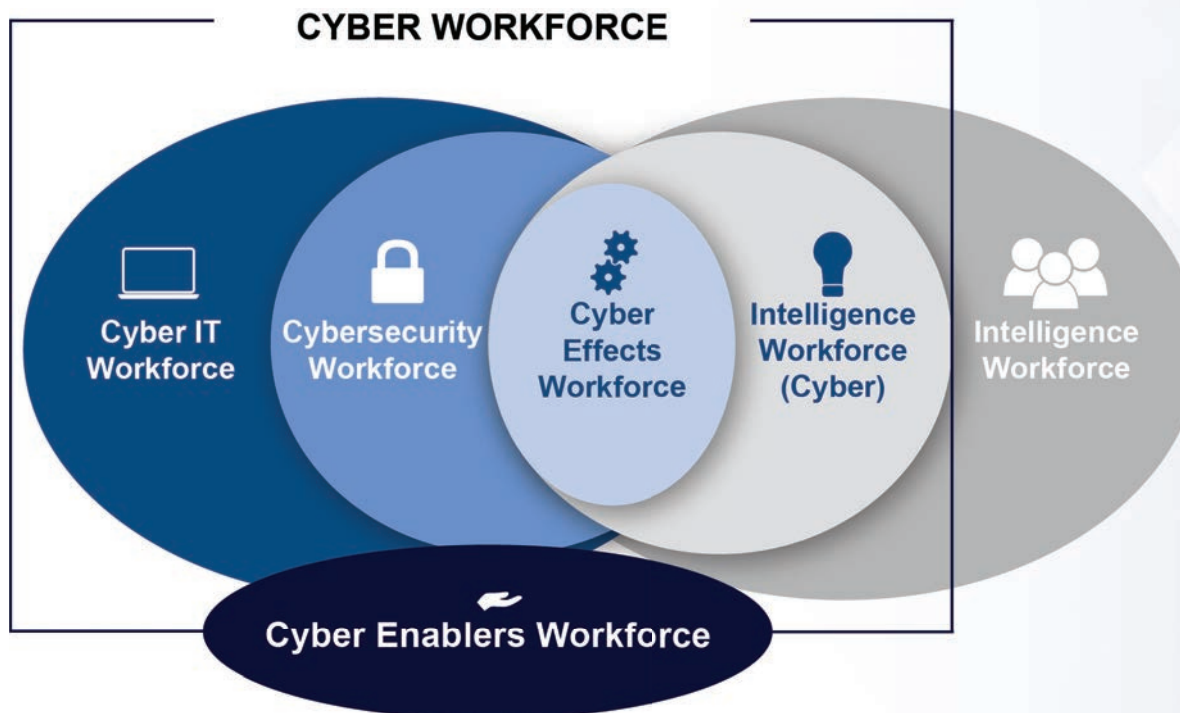 CYBER WORKFORCE
Cyber IT
Workforce
Cybersecurity
Workforce
Cyber
Effects
Workforce
Intelligence
Workforce
(Cyber)
Intelligence
Workforce
Cyber Enablers Workforce